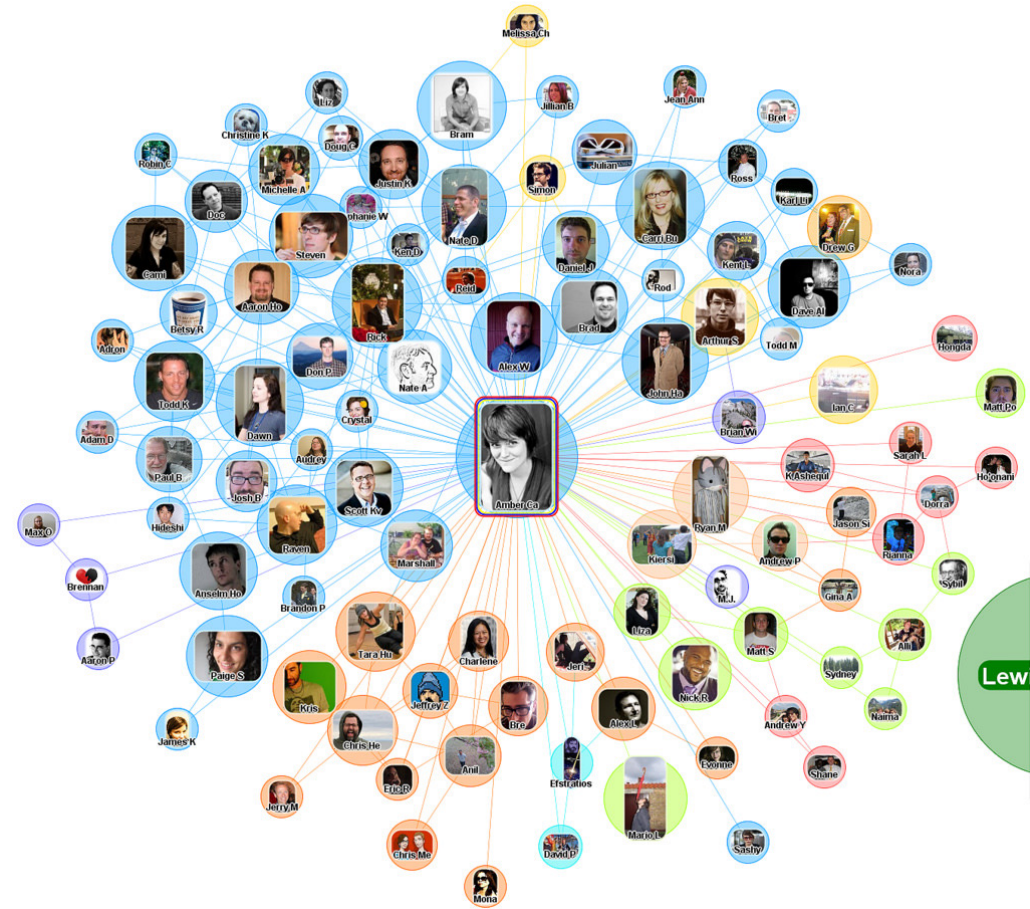 Melissa Ch
Liz
Bram
Jillian B
Jean Ann
Bret
Christine K
Doug C
Robin C
Michelle A
Justin K
Julian
Ross
Simon
Karl Li
Doc
phanie W
Nate D
Carri Bu
Drew G
Cami
Steven
Ken D
Daniel J
Kent L
Nora
Reid
Rod
Aaron Ho
Dave Al
Betsy R
Rick
Brad
Arthur S
Adron
Todd M
Hongda
Don P
Alex W
Nate A
John Ha
Todd K
Ian C
Matt Po
Crystal
Dawn
Brian Wi
Adam D
Audrey
Sarah L
Paul B
K Ashequl
Ho'onani
Josh B
Scott Kv
Amber Ca
Dorra
Max O
Hideshi
Ryan M
Jason Si
Raven
Marshall
Kiersi
Andrew P
Rianna
Brennan
Anselm Ho
Brandon P
M.J.
Gina A
Sybil
Liza
Aaron P
Tara Hu
Charlene
Jeri
Matt S
Alli
Paige S
Sydney
Lew
Kris
Jeffrey Z
Nick R
Naima
Bre
Alex L
Andrew Y
James K
Chris He
Anil
Evonne
Shane
Eric R
Efstratios
Jerry M
Mario L
Chris Me
David P
Sashy
Mona